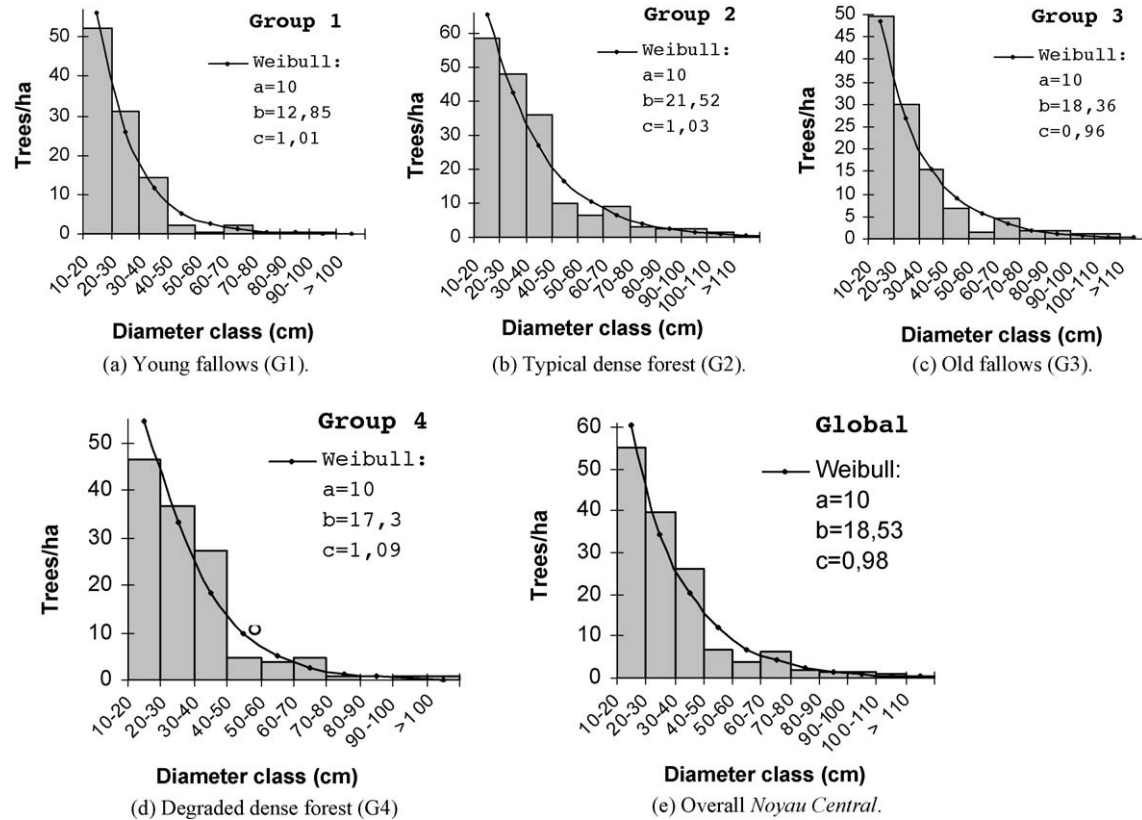 Group 1
Weibull:
a=10
b=12,85
c=1,01
Trees/ha
50
40
30
20
10
0
10-20
20-30
30-40
40-50
50-60
60-70
70-80
80-90
90-100
> 100
Diameter class (cm)
(a) Young fallows (G1).
Group 2
Weibull:
a=10
b=21,52
c=1,03
Trees/ha
60
50
40
30
20
10
0
10-20
20-30
30-40
40-50
50-60
60-70
70-80
80-90
90-100
100-110
>110
Diameter class (cm)
(b) Typical dense forest (G2).
Group 3
Weibull:
a=10
b=18,36
c=0,96
Trees/ha
50
45
40
35
30
25
20
15
10
5
0
10-20
20-30
30-40
40-50
50-60
60-70
70-80
80-90
90-100
100-110
>110
Diameter class (cm)
(c) Old fallows (G3).
Group 4
Weibull:
a=10
b=17,3
c=1,09
C
Trees/ha
50
40
30
20
10
0
10-20
20-30
30-40
40-50
50-60
60-70
70-80
80-90
90-100
> 100
Diameter class (cm)
(d) Degraded dense forest (G4)
Global
Weibull:
a=10
b=18,53
c=0,98
Trees/ha
60
50
40
30
20
10
0
10-20
20-30
30-40
40-50
50-60
60-70
70-80
80-90
90-100
100-110
> 110
Diameter class (cm)
(e) Overall Noyau Central.